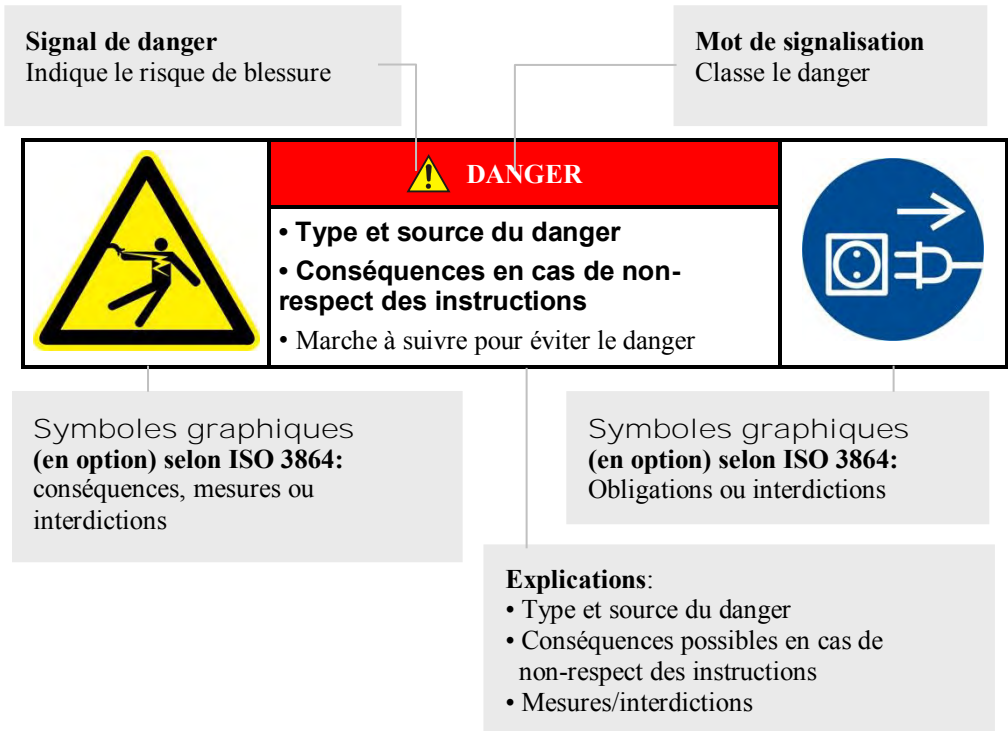 Signal de danger
Indique le risque de blessure
Mot de signalisation
Classe le danger
DANGER
• Type et source du danger
• Conséquences en cas de non-
respect des instructions
• Marche à suivre pour éviter le danger
Symboles graphiques
(en option) selon ISO 3864:
conséquences, mesures ou
interdictions
Symboles graphiques
(en option) selon ISO 3864:
Obligations ou interdictions
Explications:
• Type et source du danger
• Conséquences possibles en cas de
non-respect des instructions
• Mesures/interdictions